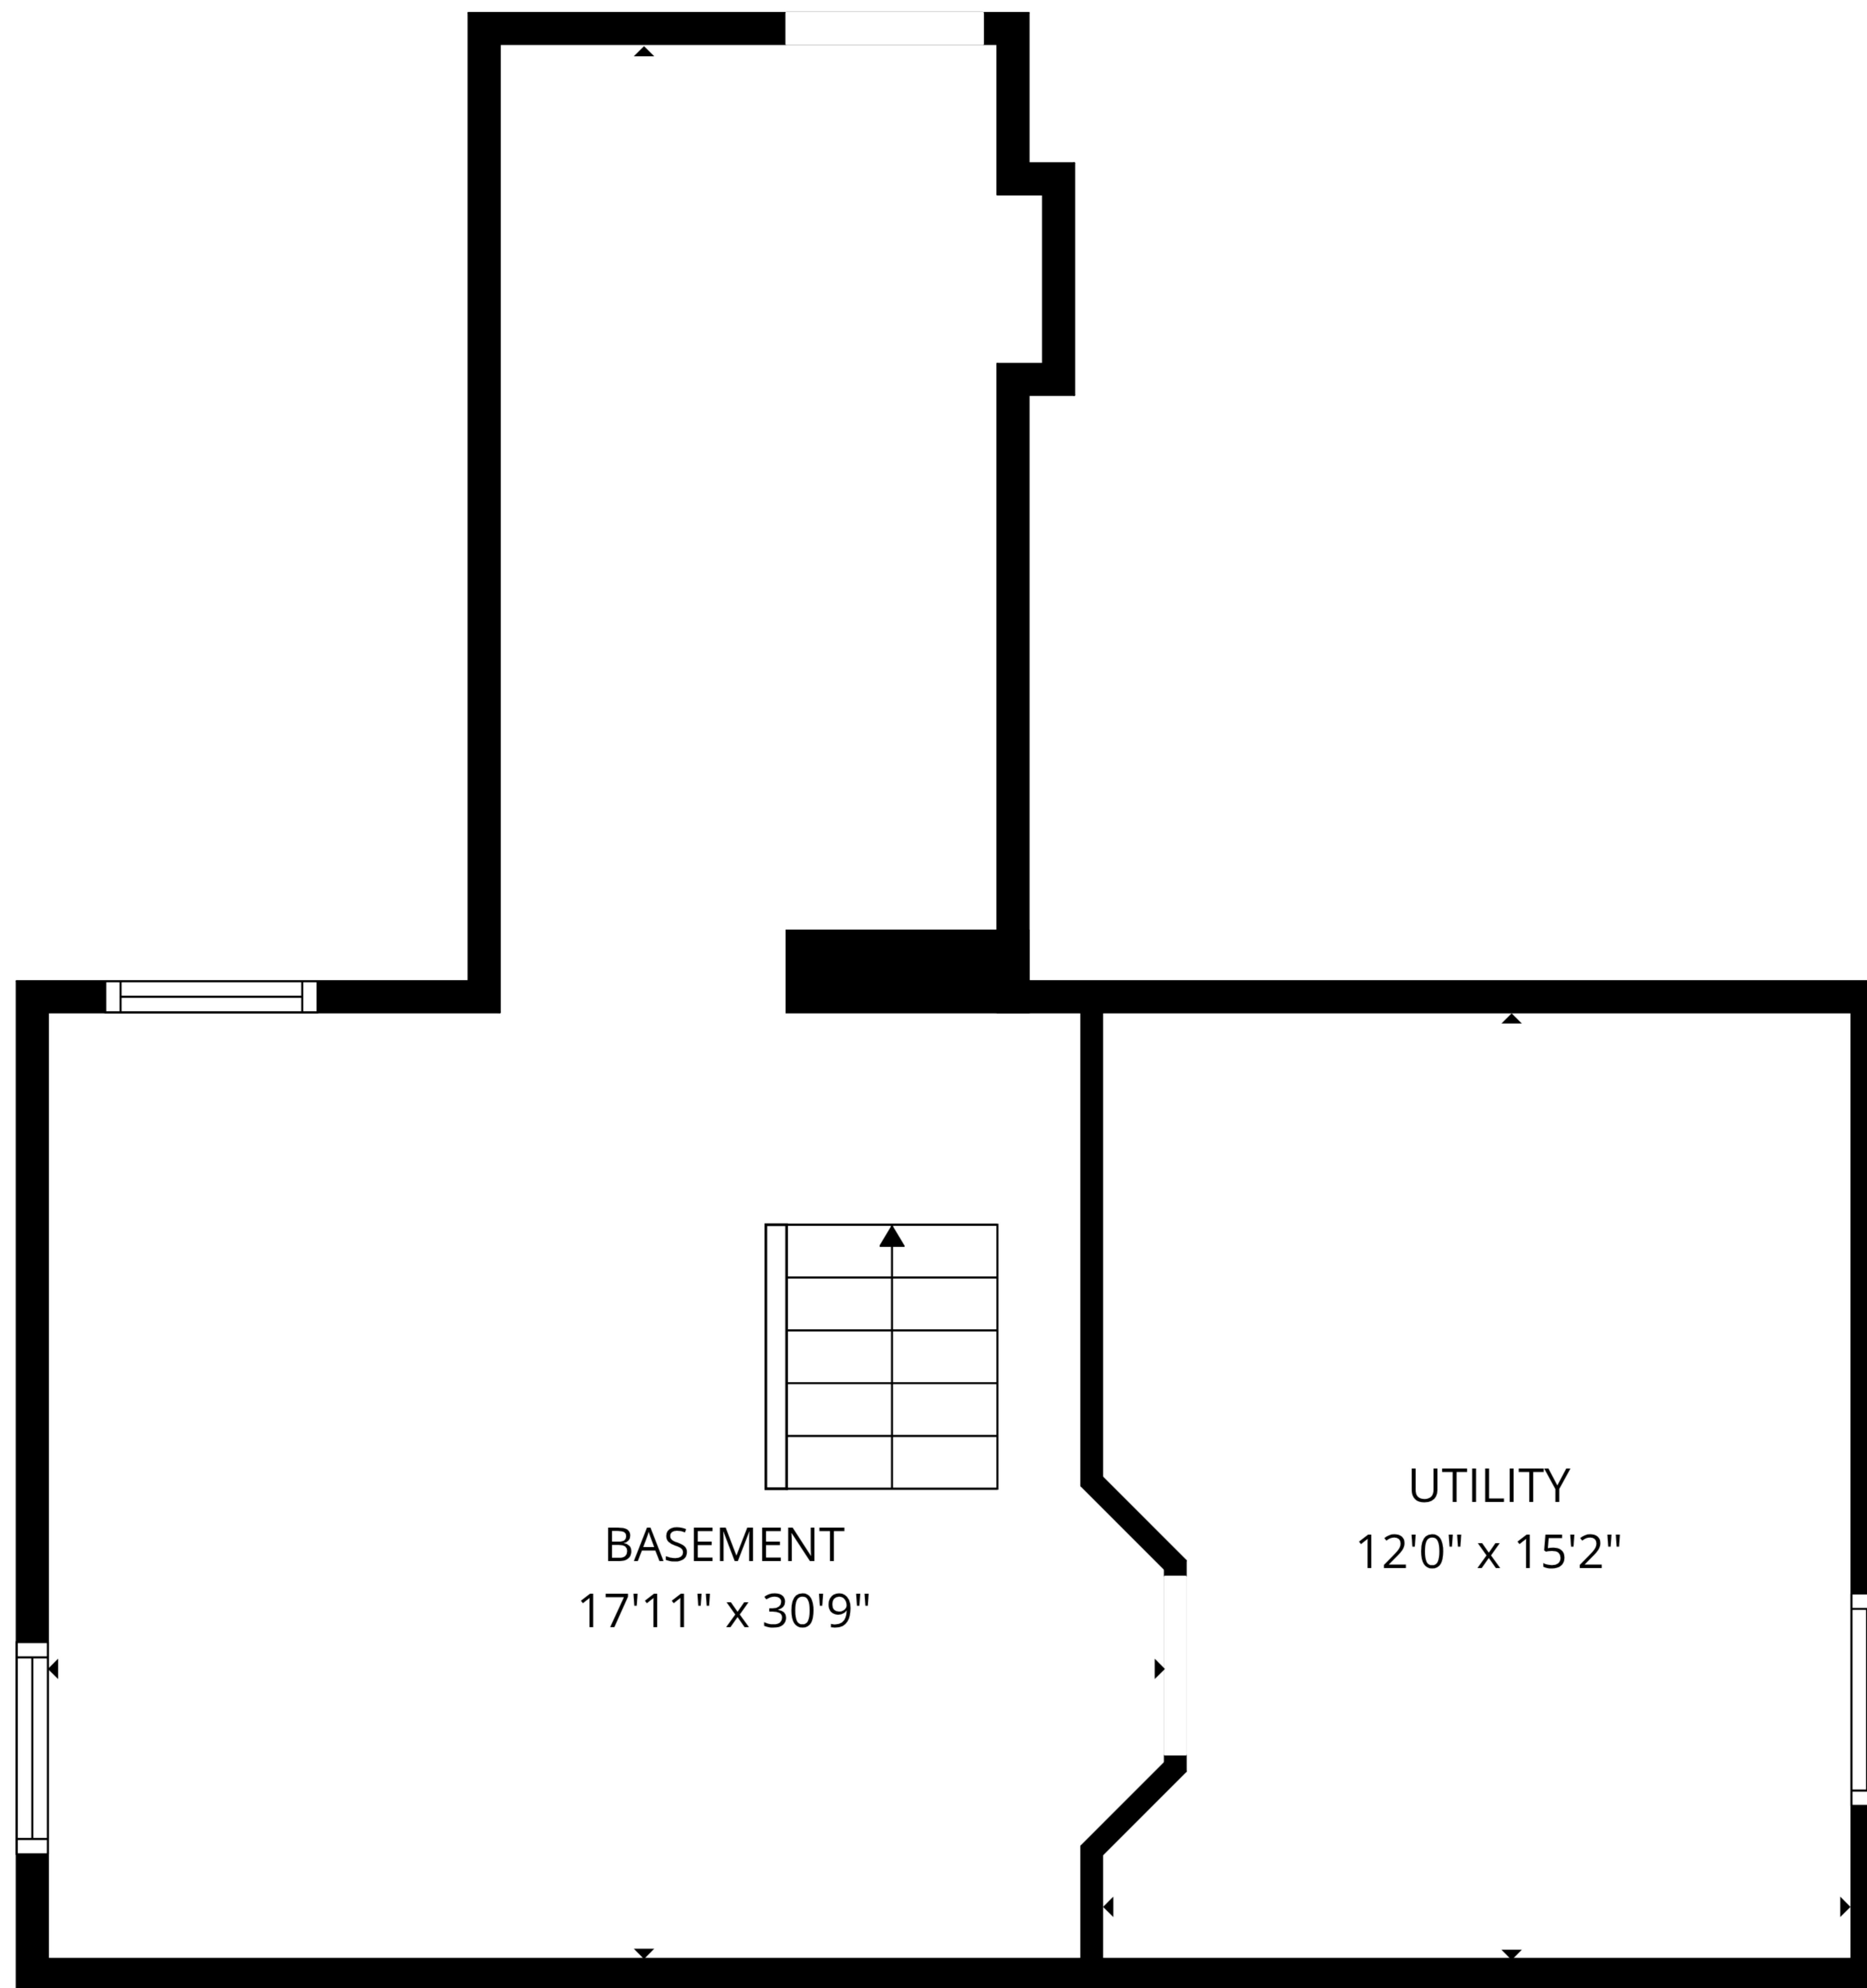 UTILITY
12'0" x 15'2"
BASEMENT
17'11" x 30'9"